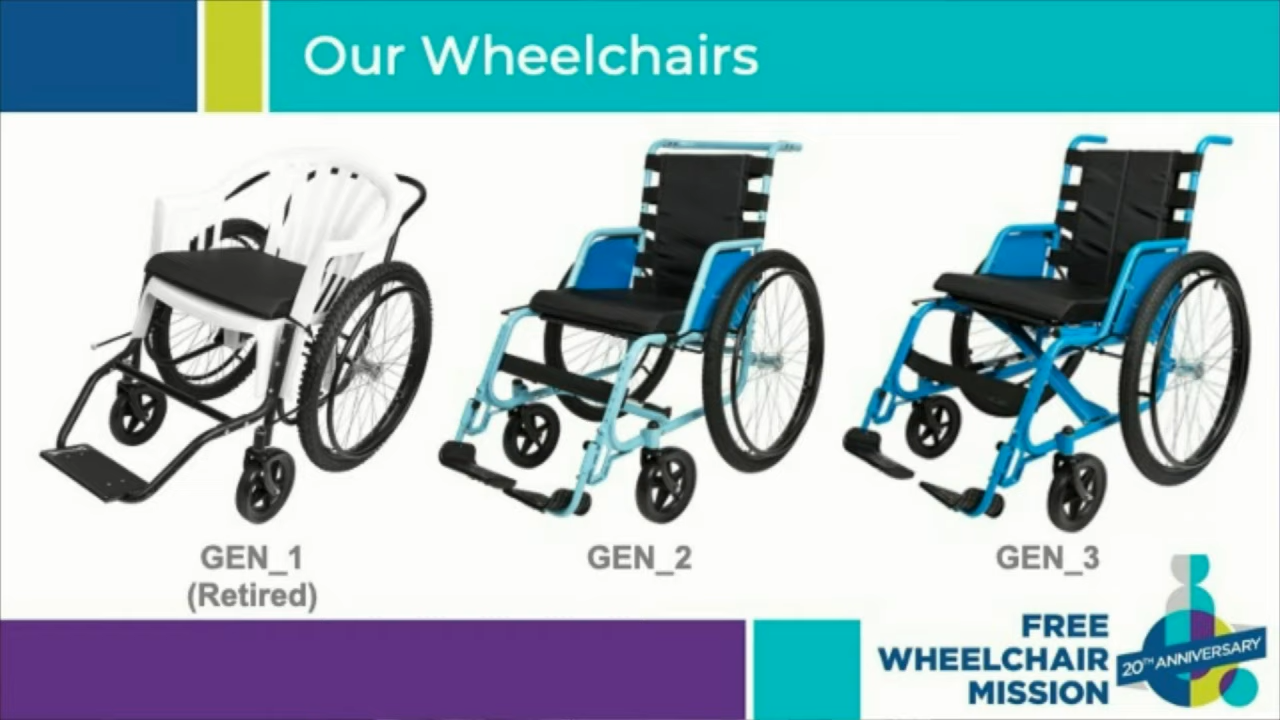 Our Wheelchairs
GEN_1
(Retired)
GEN_2
GEN_3
FREE
WHEELCHAIR
MISSION
20TH ANNIVERSARY